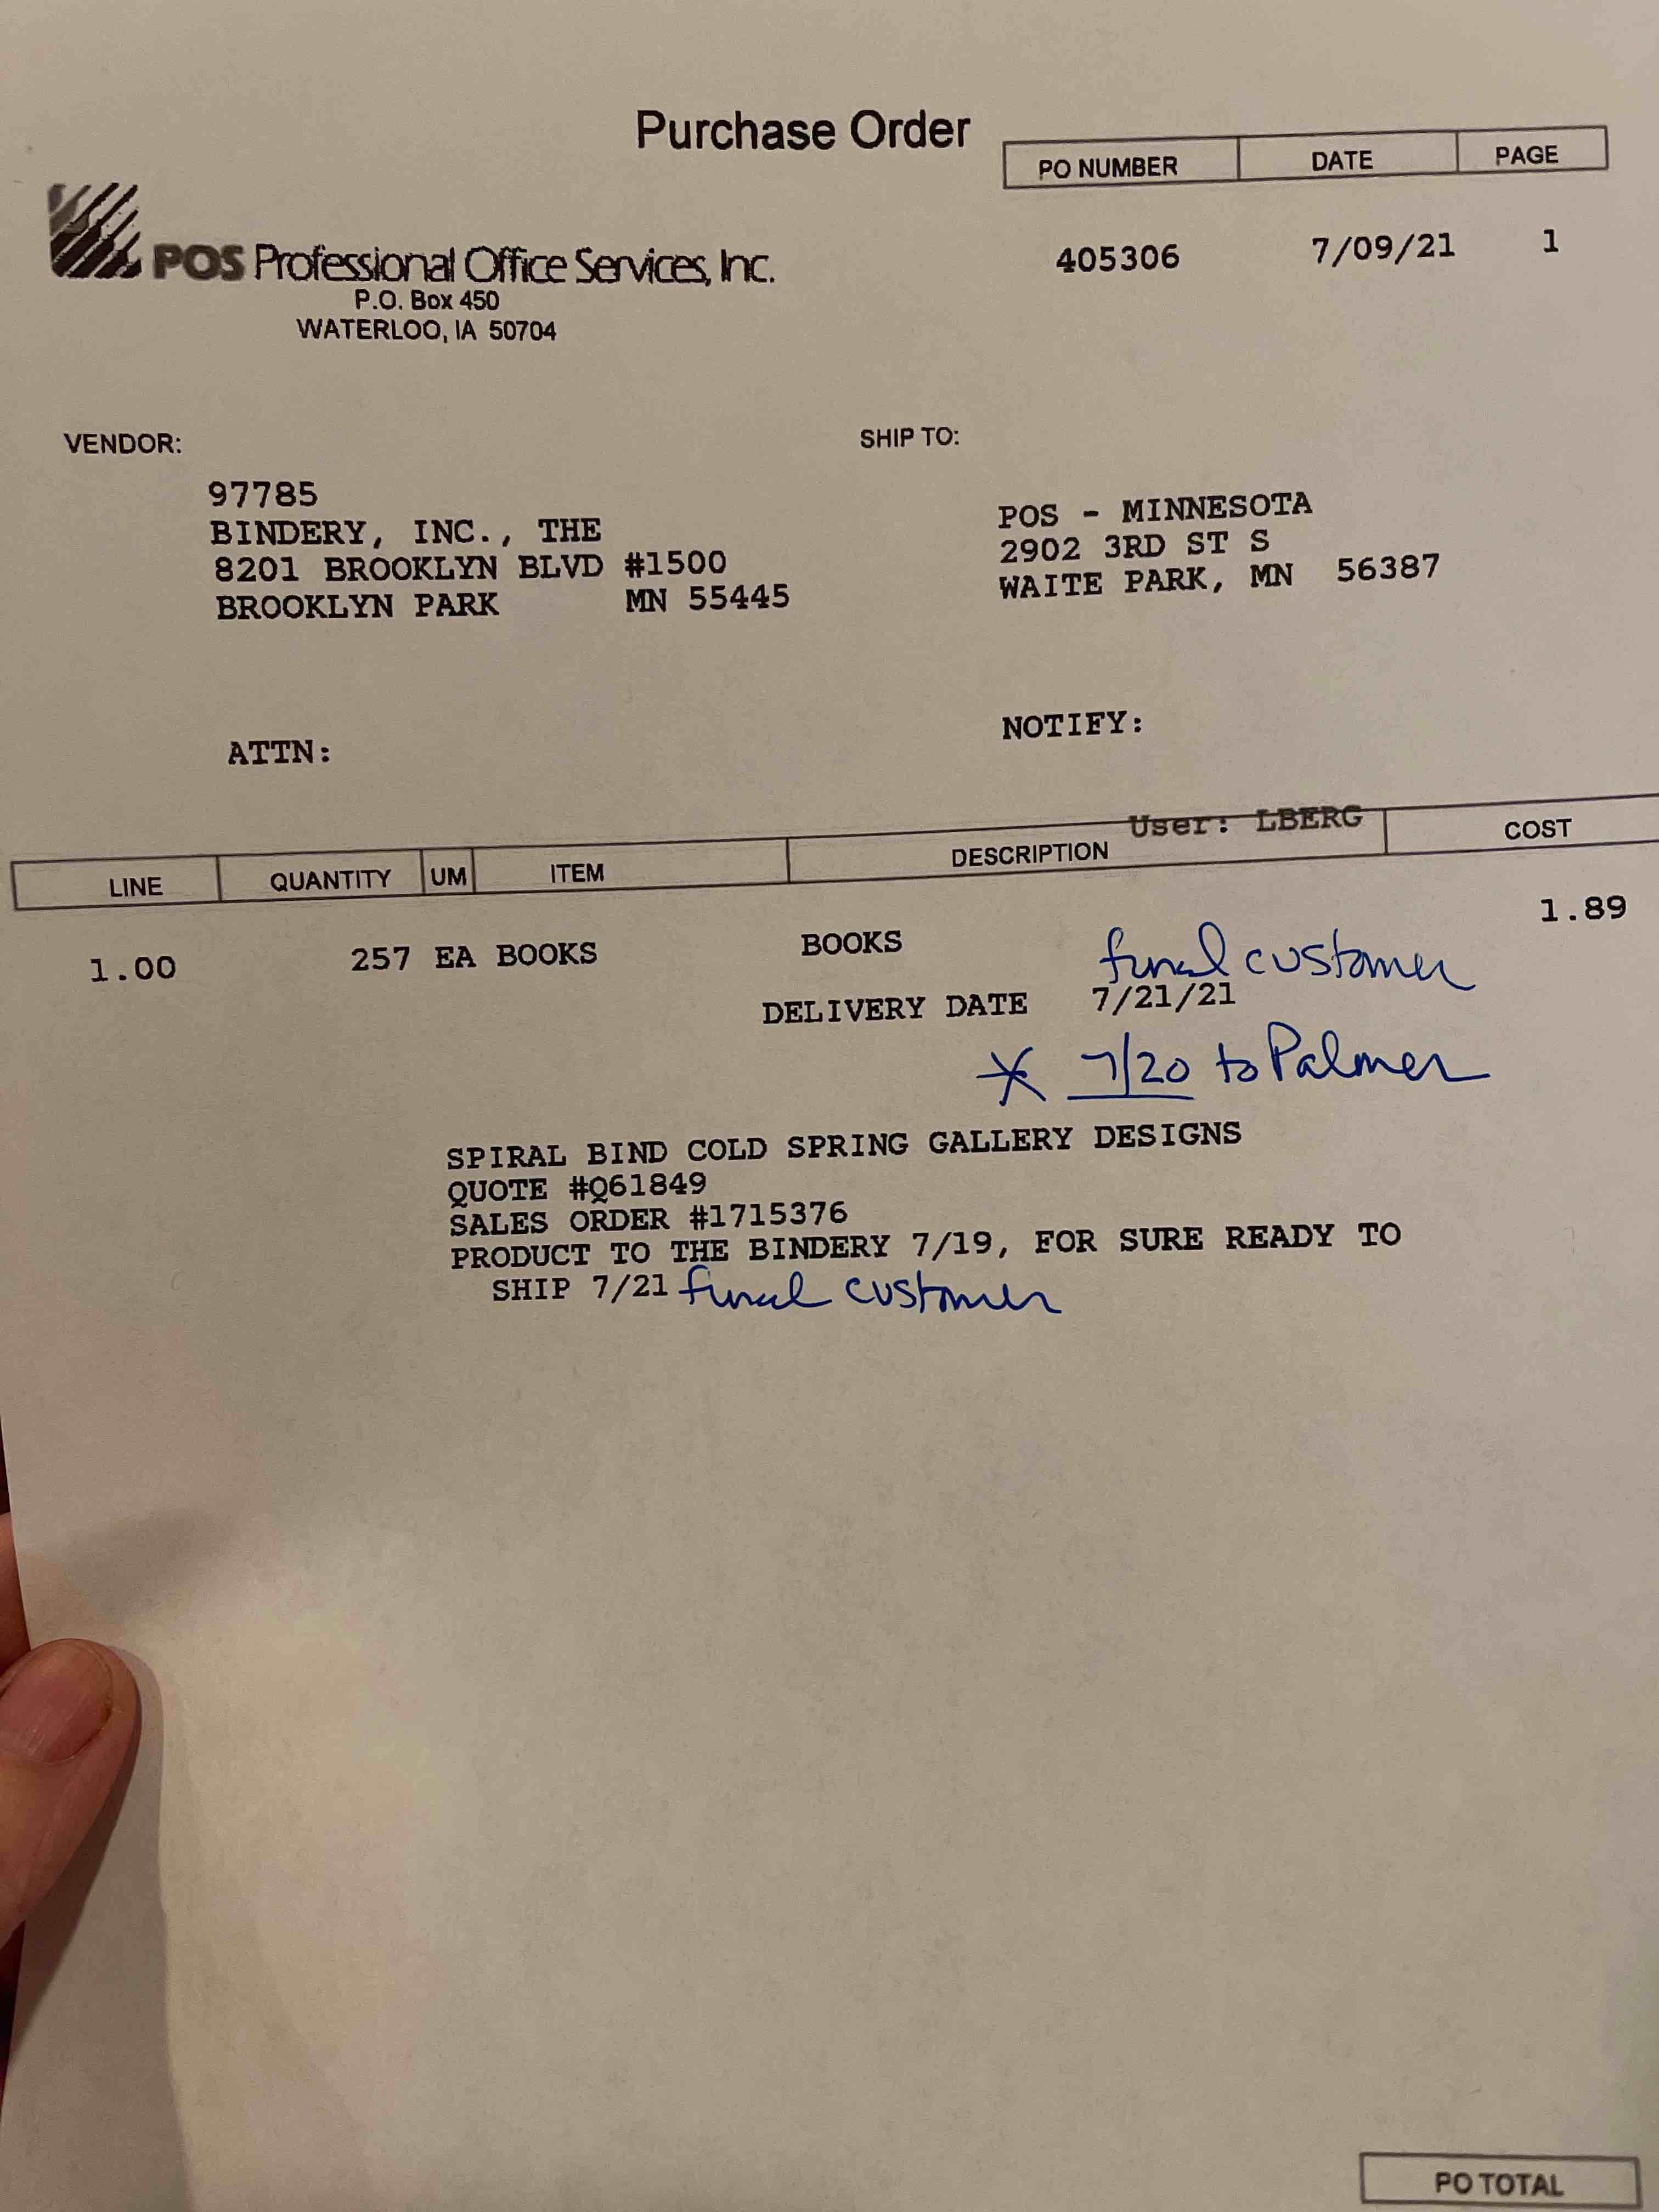 Purchase Order
PO NUMBER DATE PAGE
405306 7/09/21 1
POS Professional Office Services, Inc.
P.O. Box 450
WATERLOO, IA 50704
VENDOR:
97785
BINDERY, INC., THE
8201 BROOKLYN BLVD #1500
BROOKLYN PARK MN 55445
SHIP TO:
POS - MINNESOTA
2902 3RD ST S
WAITE PARK, MN 56387
ATTN:
NOTIFY:
User: LBERG
LINE QUANTITY UM ITEM DESCRIPTION COST
1.00 257 EA BOOKS BOOKS 1.89
final customer
DELIVERY DATE 7/21/21
* 7/20 to Palmer
SPIRAL BIND COLD SPRING GALLERY DESIGNS
QUOTE #Q61849
SALES ORDER #1715376
PRODUCT TO THE BINDERY 7/19, FOR SURE READY TO
SHIP 7/21 final customer
PO TOTAL